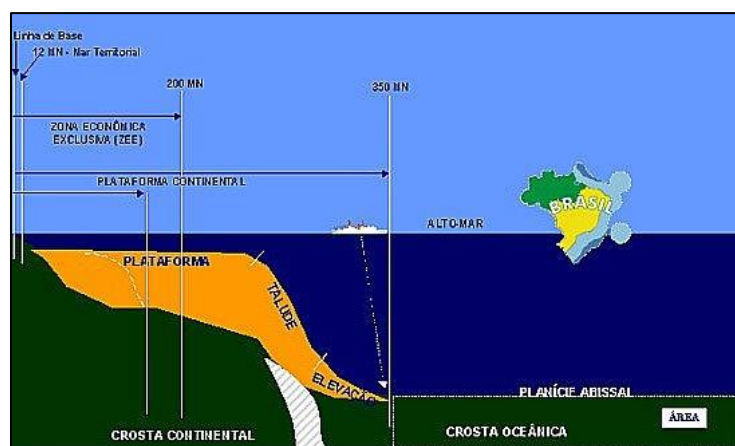 Linha de Base
12 MN - Mar Territorial
200 MN
350 MN
ZONA ECONÔMICA
EXCLUSIVA (ZEE)
PLATAFORMA CONTINENTAL
BRASIL
ALTO-MAR
PLATAFORMA
TALUDE
ELEVAÇÃO
PLANÍCIE ABISSAL
ÁREA
CROSTA CONTINENTAL
CROSTA OCEÂNICA